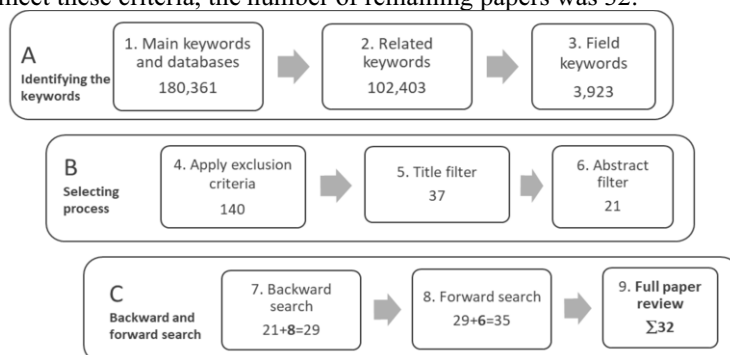 meet these criteria, the number of remaining papers was 32.
A
Identifying the
keywords
1. Main keywords
and databases
180,361
2. Related
keywords
102,403
3. Field
keywords
3,923
B
Selecting
process
4. Apply exclusion
criteria
140
5. Title filter
37
6. Abstract
filter
21
C
Backward and
forward search
7. Backward
search
21+8=29
8. Forward search
29+6=35
9. Full paper
review
∑32